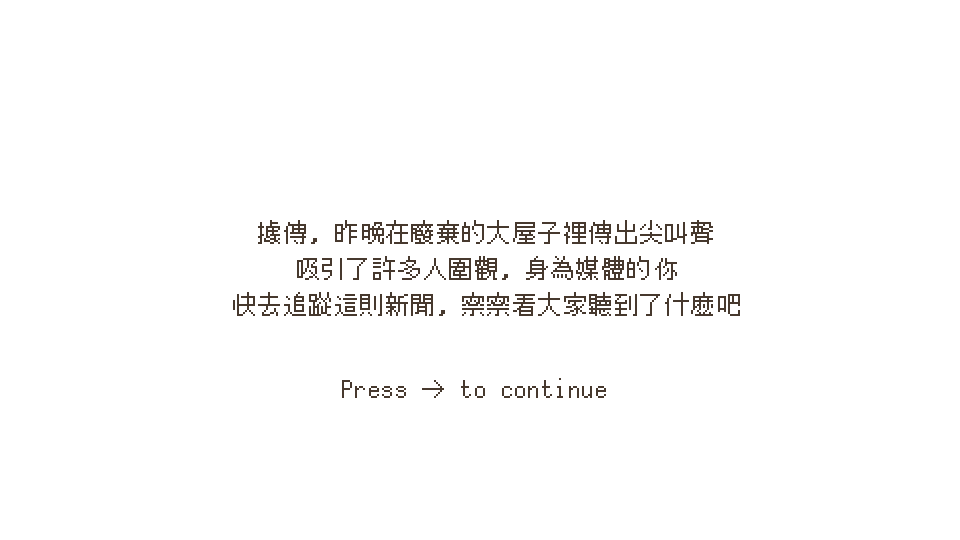 據傳, 昨晚在廢棄的大屋子裡傳出尖叫聲
吸引了許多人圍觀, 身為媒體的你
快去追蹤這則新聞, 察察看大家聽到了什麼吧
Press → to continue